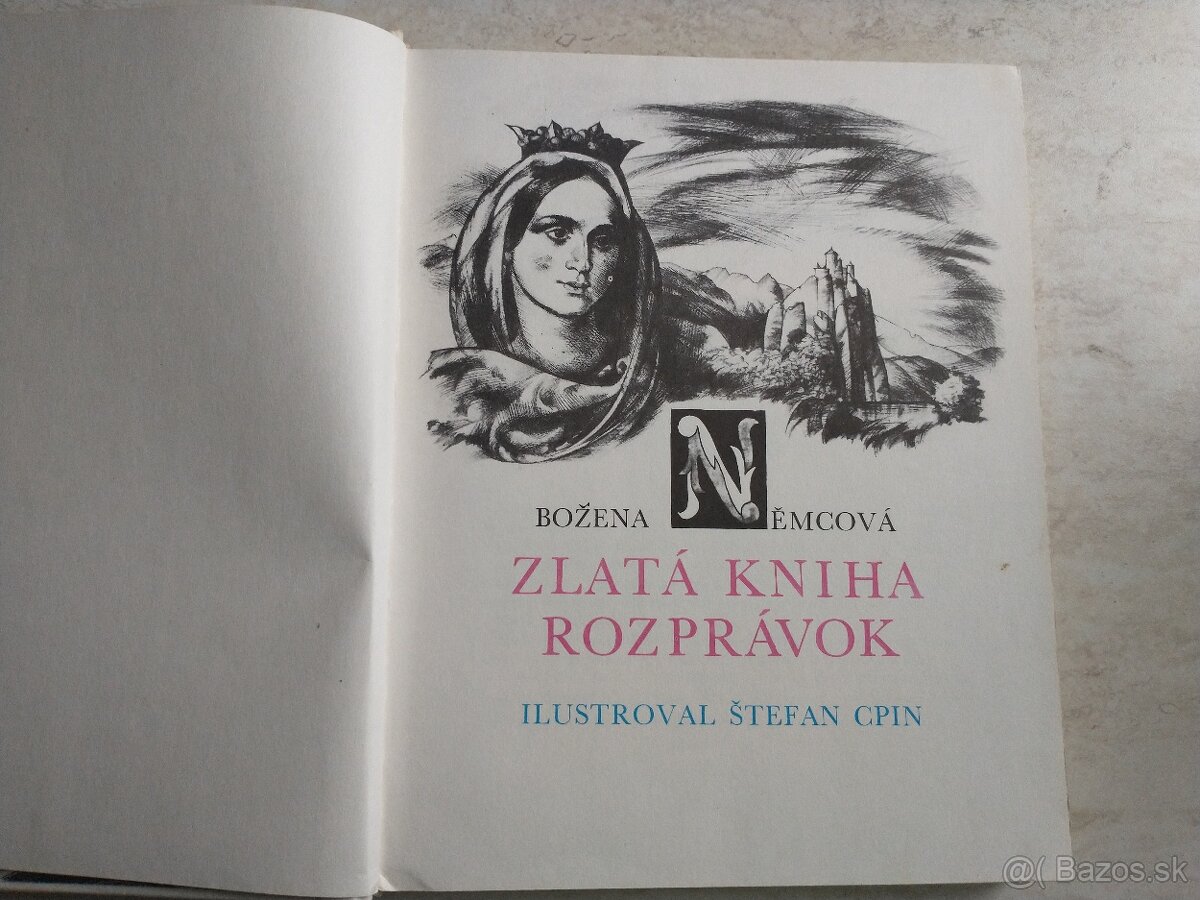 BOŽENA NĚMCOVÁ
ZLATÁ KNIHA
ROZPRÁVOK
ILUSTROVAL ŠTEFAN CPIN
@( Bazos.sk